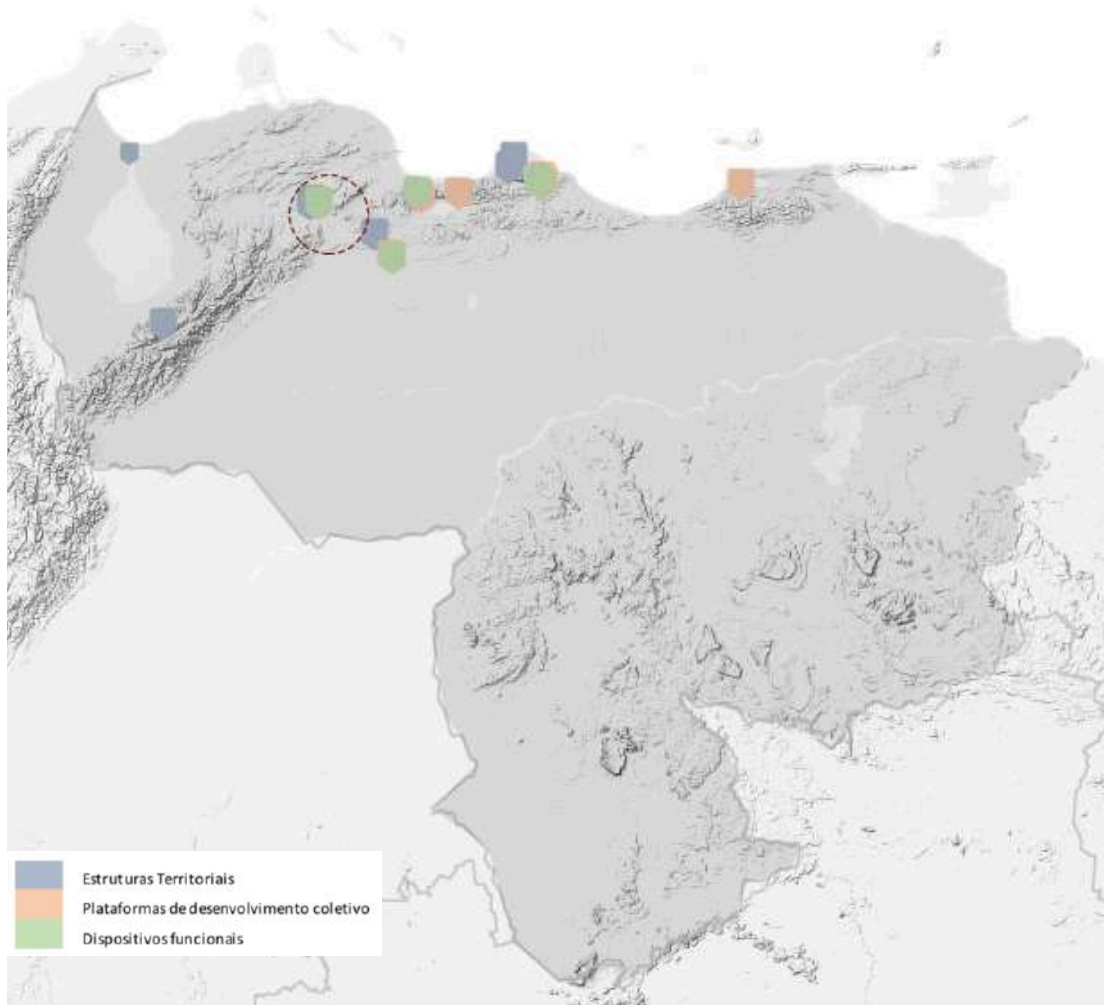 Estruturas Territoriais
Plataformas de desenvolvimento coletivo
Dispositivos funcionais